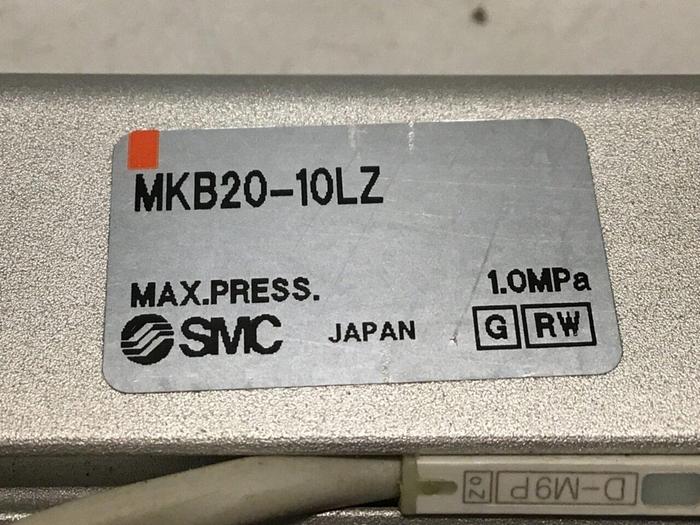 MKB20-10LZ
MAX.PRESS. 1.0MPa
SMC JAPAN G RW
D-M9P